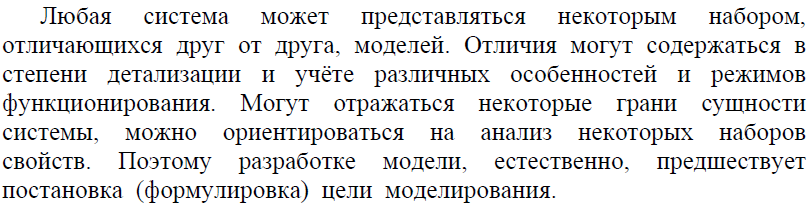 Любая система может представляться некоторым набором,
отличающихся друг от друга, моделей. Отличия могут содержаться в
степени детализации и учёте различных особенностей и режимов
функционирования. Могут отражаться некоторые грани сущности
системы, можно ориентироваться на анализ некоторых наборов
свойств. Поэтому разработке модели, естественно, предшествует
постановка (формулировка) цели моделирования.